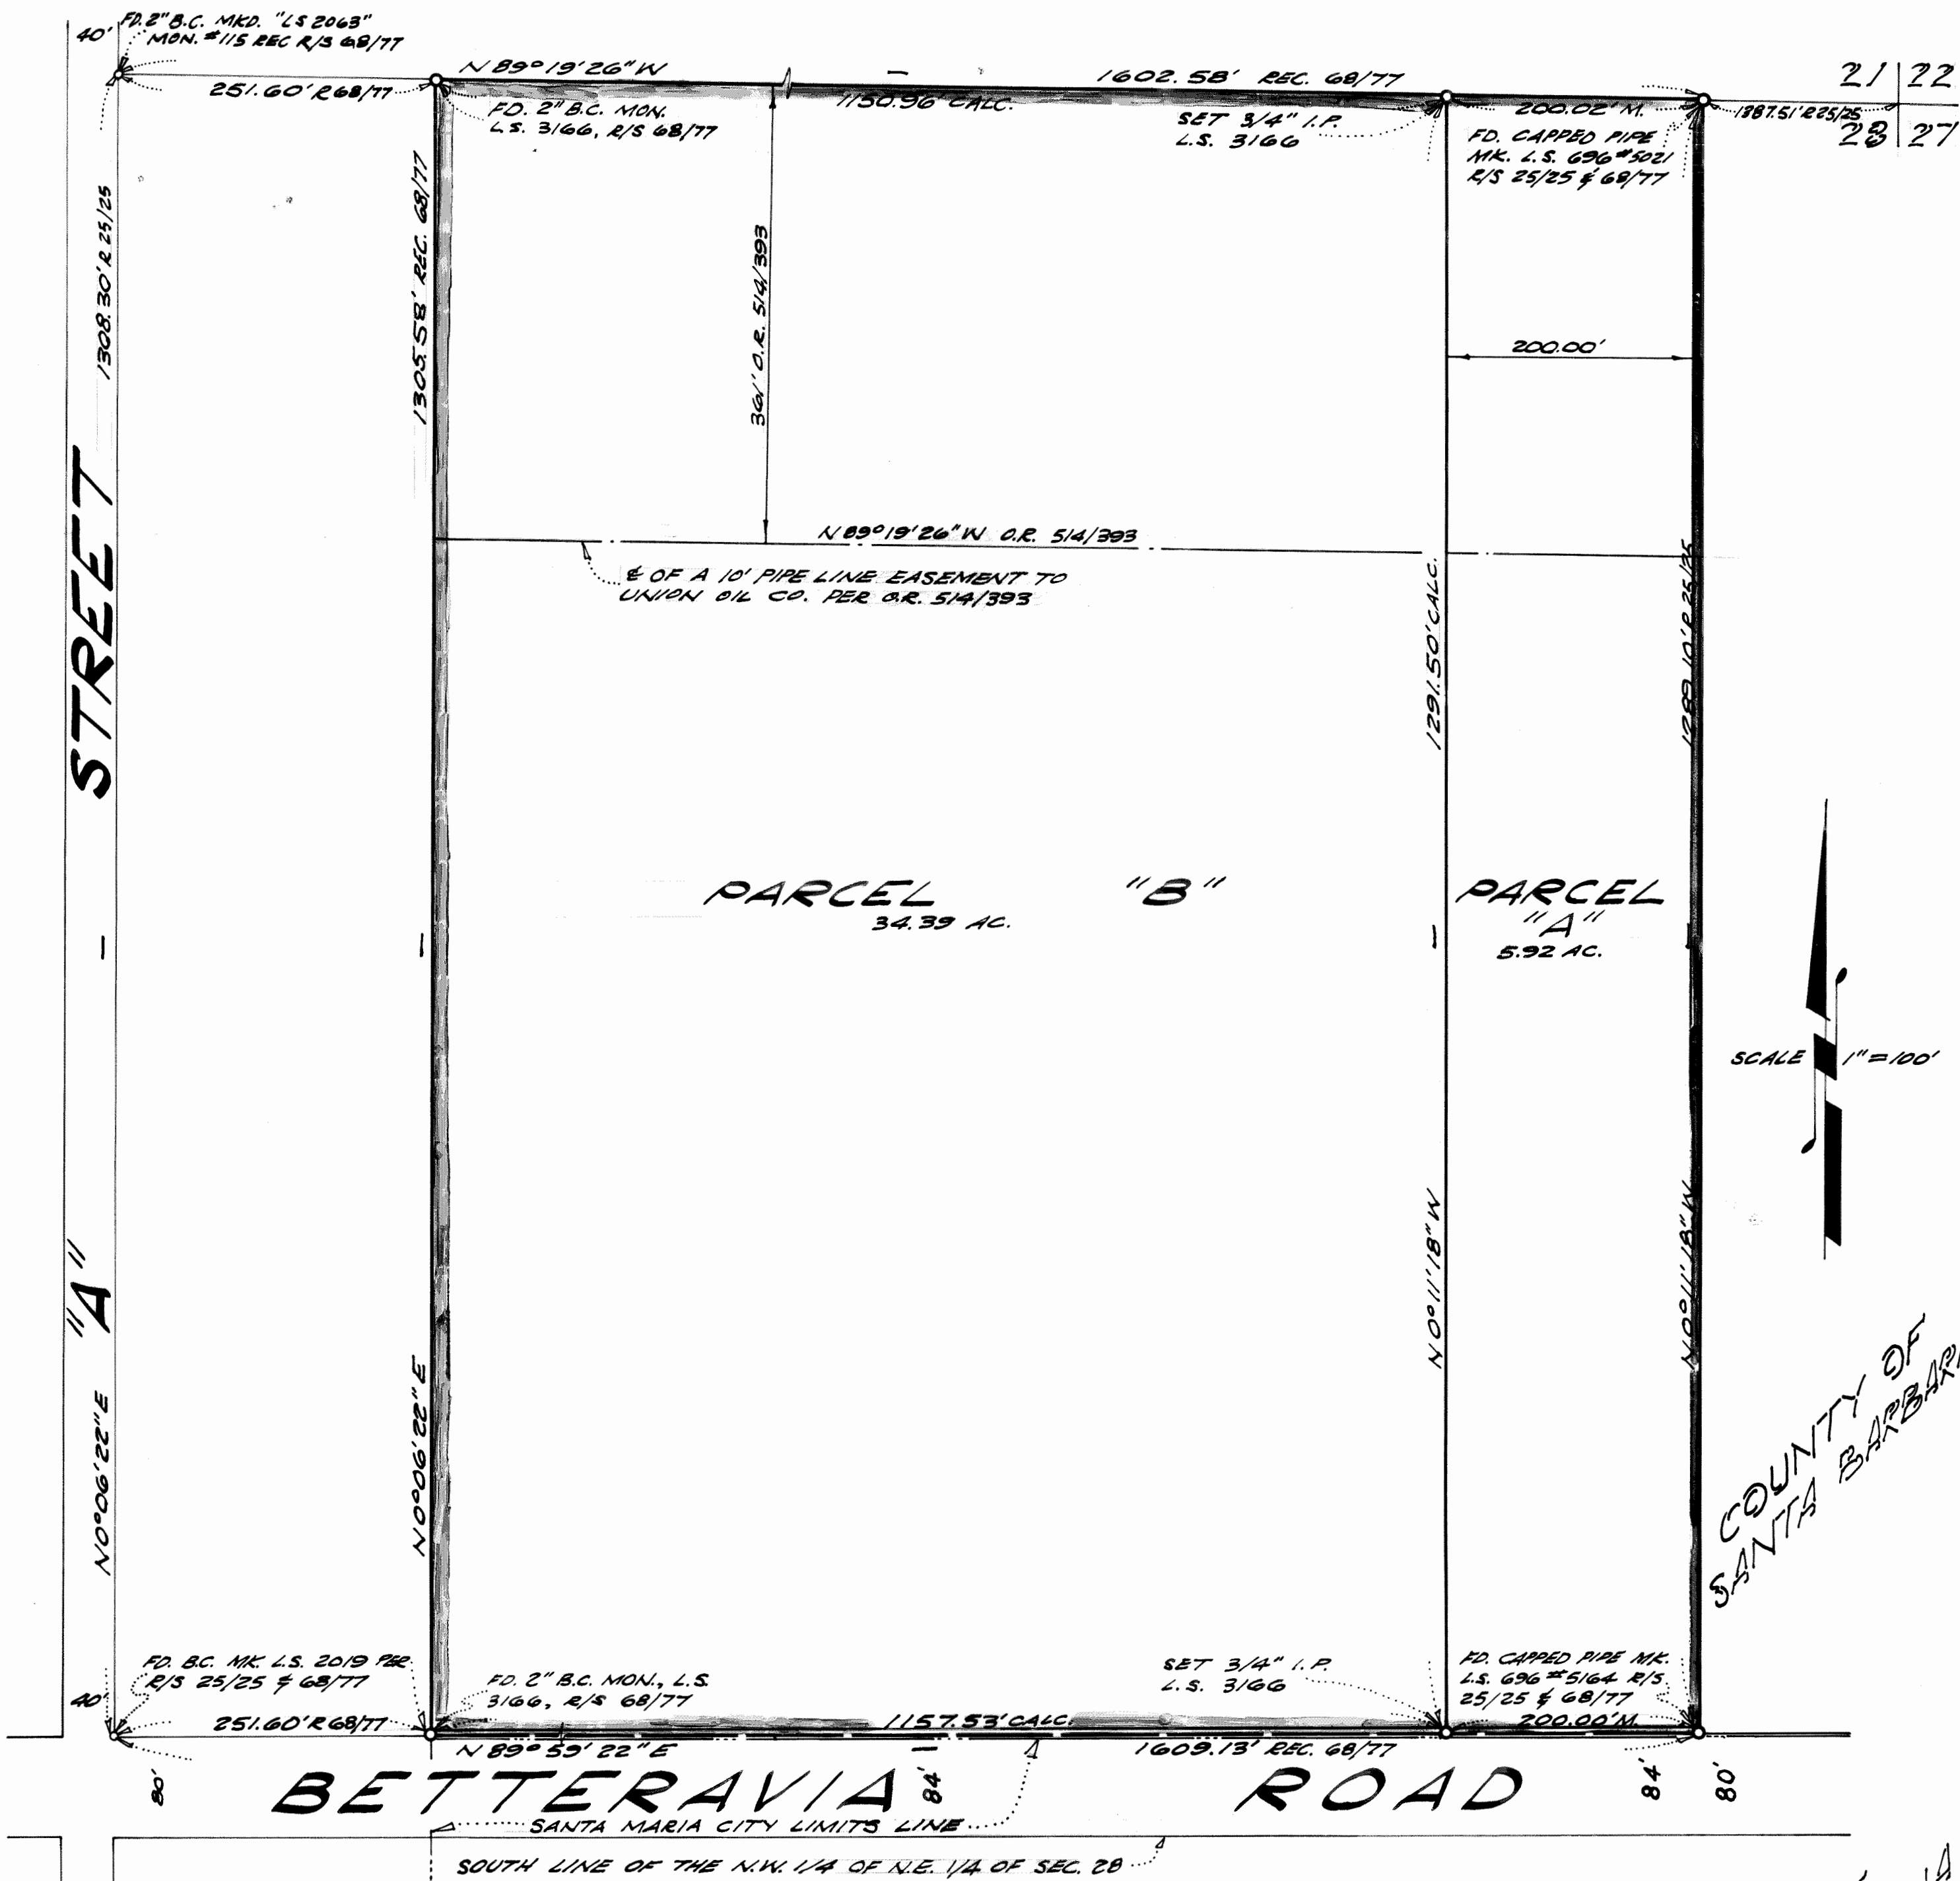 40'
FD. 2" B.C. MKD. "LS 2063"
MON. #115 REC R/S 68/77
251.60' R 68/77
N 89° 19' 26" W
1602.58' REC. 68/77
1150.96' CALC.
FD. 2" B.C. MON.
L.S. 3166, R/S 68/77
SET 3/4" I.P.
L.S. 3166
200.02' M.
FD. CAPPED PIPE
MK. L.S. 696 #5021
R/S 25/25 & 68/77
1387.51' R 25/25
21 | 22
28 | 27
1308.30' R 25/25
1305.58' REC. 68/77
361' O.R. 514/393
200.00'
N 89° 19' 26" W O.R. 514/393
℄ OF A 10' PIPE LINE EASEMENT TO
UNION OIL CO. PER O.R. 514/393
1291.50' CALC.
1289.10' R 25/25
"A" - STREET
PARCEL "B"
34.39 AC.
PARCEL
"A"
5.92 AC.
SCALE 1" = 100'
N 0° 11' 18" W
N 0° 11' 18" W
N 0° 06' 22" E
N 0° 06' 22" E
COUNTY OF
SANTA
FD. B.C. MK. L.S. 2019 PER
R/S 25/25 & 68/77
40'
251.60' R 68/77
FD. 2" B.C. MON., L.S.
3166, R/S 68/77
SET 3/4" I.P.
L.S. 3166
FD. CAPPED PIPE MK.
L.S. 696 #5164 R/S
25/25 & 68/77
200.00' M.
1157.53' CALC.
N 89° 59' 22" E
1609.13' REC. 68/77
80'
BETTERAVIA ROAD
84'
84'
80'
SANTA MARIA CITY LIMITS LINE
SOUTH LINE OF THE N.W. 1/4 OF N.E. 1/4 OF SEC. 28